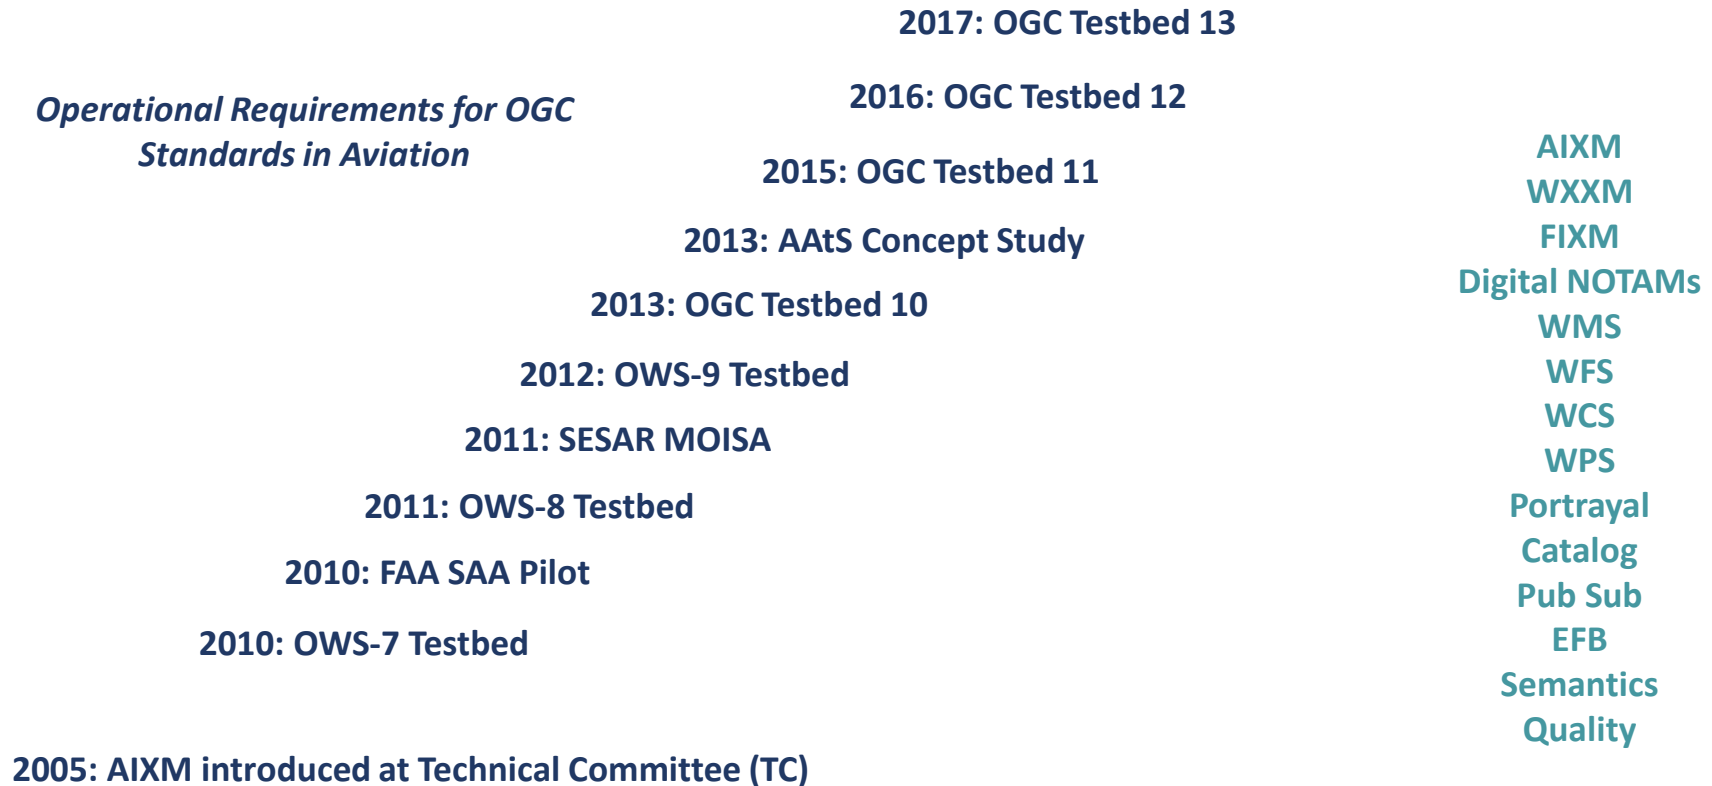 2017: OGC Testbed 13
2016: OGC Testbed 12
Operational Requirements for OGC
Standards in Aviation
2015: OGC Testbed 11
2013: AAtS Concept Study
2013: OGC Testbed 10
2012: OWS-9 Testbed
2011: SESAR MOISA
2011: OWS-8 Testbed
2010: FAA SAA Pilot
2010: OWS-7 Testbed
2005: AIXM introduced at Technical Committee (TC)
AIXM
WXXM
FIXM
Digital NOTAMs
WMS
WFS
WCS
WPS
Portrayal
Catalog
Pub Sub
EFB
Semantics
Quality